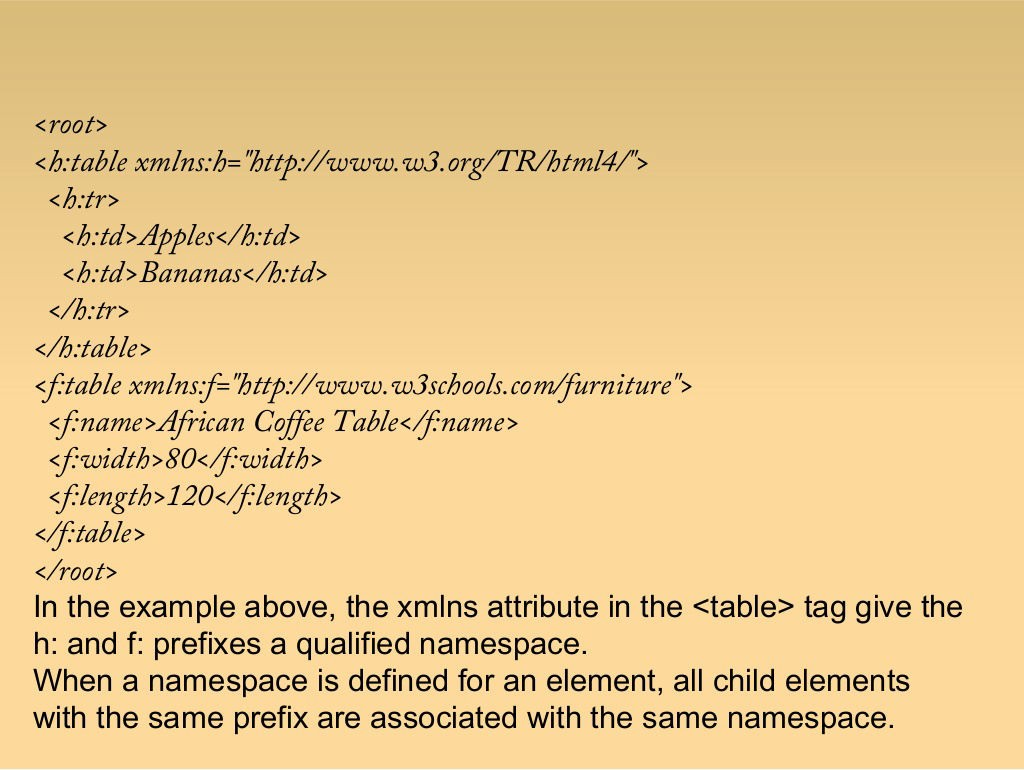 <root>
<h:table xmlns:h="http://www.w3.org/TR/html4/">
<h:tr>
<h:td>Apples</h:td>
<h:td>Bananas</h:td>
</h:tr>
</h:table>
<f:table xmlns:f="http://www.w3schools.com/furniture">
<f:name>African Coffee Table</f:name>
<f:width>80</f:width>
<f:length>120</f:length>
</f:table>
</root>
In the example above, the xmlns attribute in the <table> tag give the
h: and f: prefixes a qualified namespace.
When a namespace is defined for an element, all child elements
with the same prefix are associated with the same namespace.